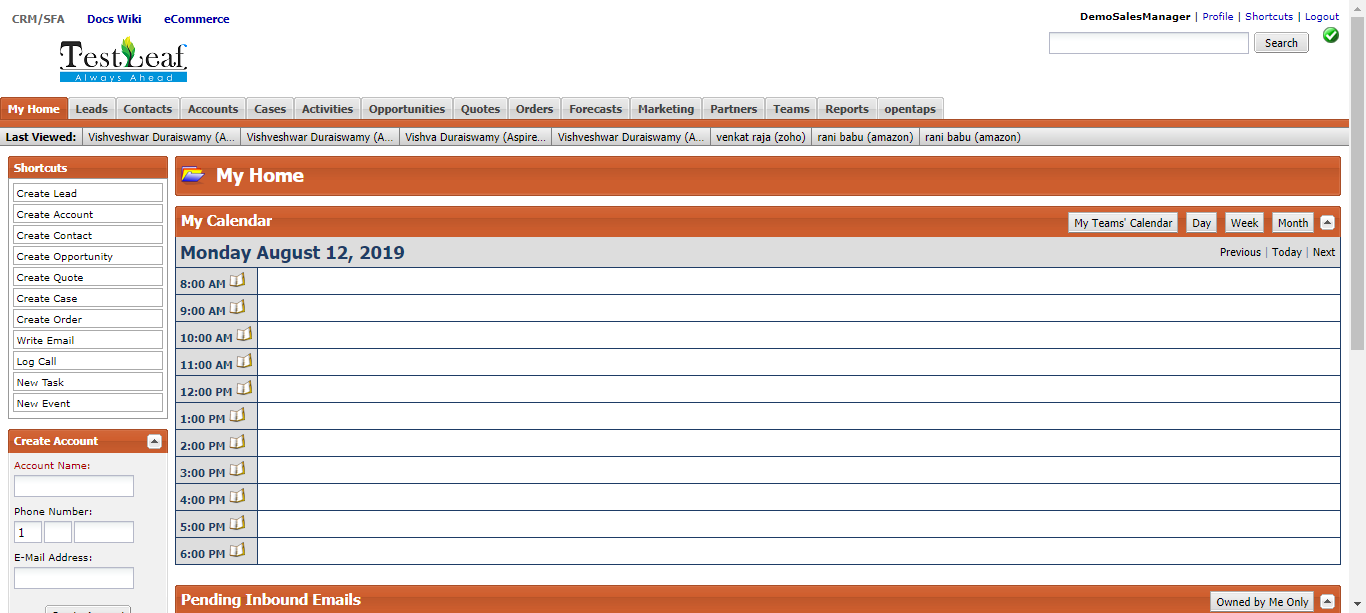 CRM/SFA Docs Wiki eCommerce
DemoSalesManager | Profile | Shortcuts | Logout
TestLeaf
Always Ahead
Search
My Home Leads Contacts Accounts Cases Activities Opportunities Quotes Orders Forecasts Marketing Partners Teams Reports opentaps
Last Viewed: Vishveshwar Duraiswamy (A... Vishveshwar Duraiswamy (A... Vishva Duraiswamy (Aspire... Vishveshwar Duraiswamy (A... venkat raja (zoho) rani babu (amazon) rani babu (amazon)
Shortcuts
Create Lead
Create Account
Create Contact
Create Opportunity
Create Quote
Create Case
Create Order
Write Email
Log Call
New Task
New Event
Create Account
Account Name:
Phone Number:
1
E-Mail Address:
My Home
My Calendar
My Teams' Calendar Day Week Month
Monday August 12, 2019
Previous | Today | Next
8:00 AM
9:00 AM
10:00 AM
11:00 AM
12:00 PM
1:00 PM
2:00 PM
3:00 PM
4:00 PM
5:00 PM
6:00 PM
Pending Inbound Emails
Owned by Me Only